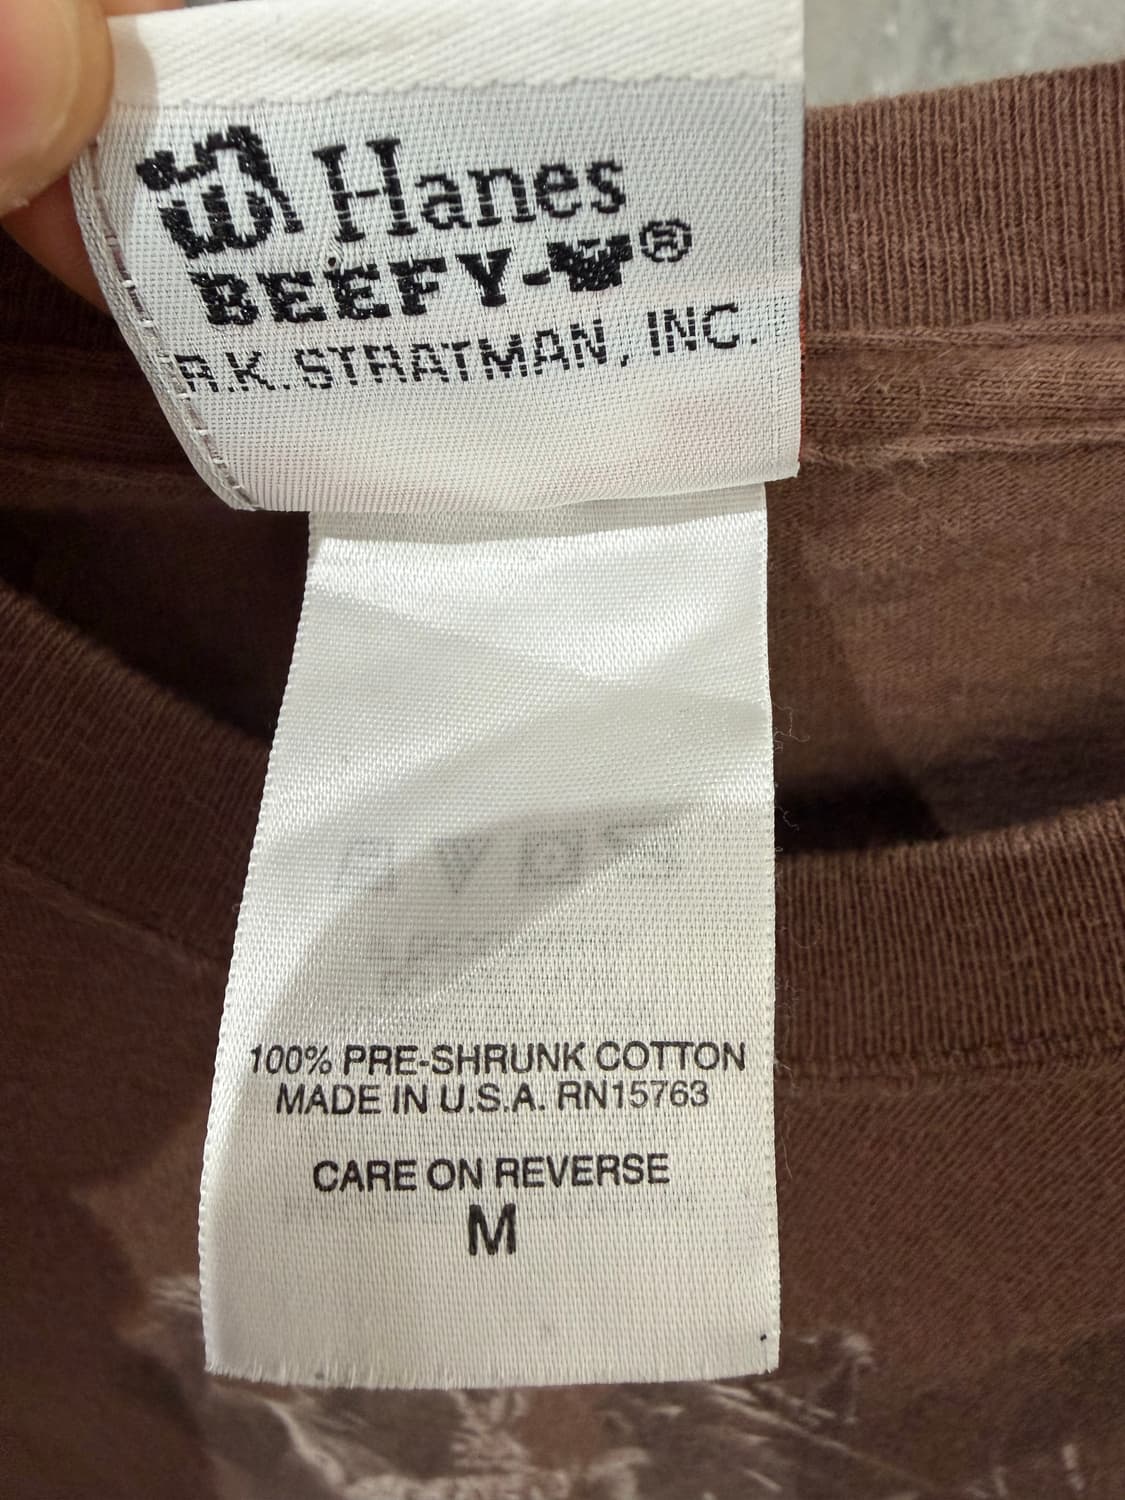 Hanes
BEEFY-T®
R.K. STRATMAN, INC.
100% PRE-SHRUNK COTTON
MADE IN U.S.A. RN15763
CARE ON REVERSE
M